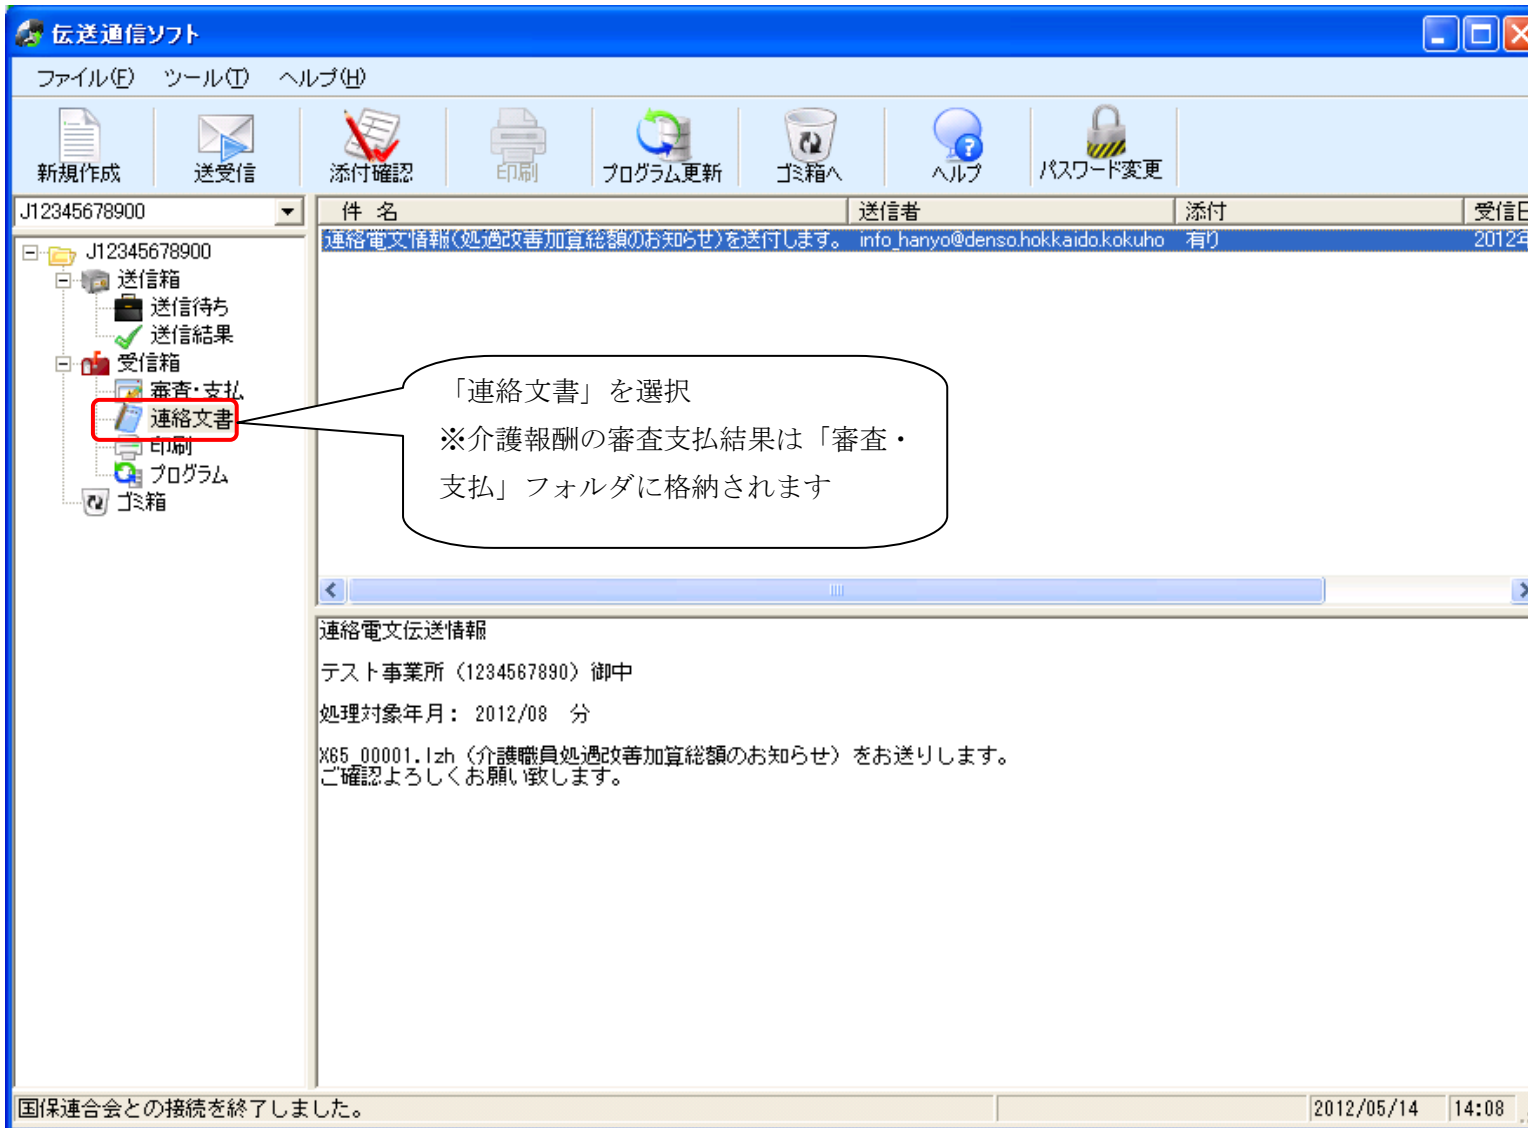 伝送通信ソフト
ファイル(F) ツール(T) ヘルプ(H)
新規作成 送受信 添付確認 印刷 プログラム更新 ゴミ箱へ ヘルプ パスワード変更
J12345678900
件 名 送信者 添付 受信日
連絡電文情報(処遇改善加算総額のお知らせ)を送付します。 info_hanyo@denso.hokkaido.kokuho 有り 2012年
J12345678900
送信箱
送信待ち
送信結果
受信箱
審査・支払
連絡文書
印刷
プログラム
ゴミ箱
「連絡文書」を選択
※介護報酬の審査支払結果は「審査・
支払」フォルダに格納されます
連絡電文伝送情報
テスト事業所（1234567890）御中
処理対象年月： 2012/08 分
X65_00001.lzh（介護職員処遇改善加算総額のお知らせ）をお送りします。
ご確認よろしくお願い致します。
国保連合会との接続を終了しました。
2012/05/14 14:08